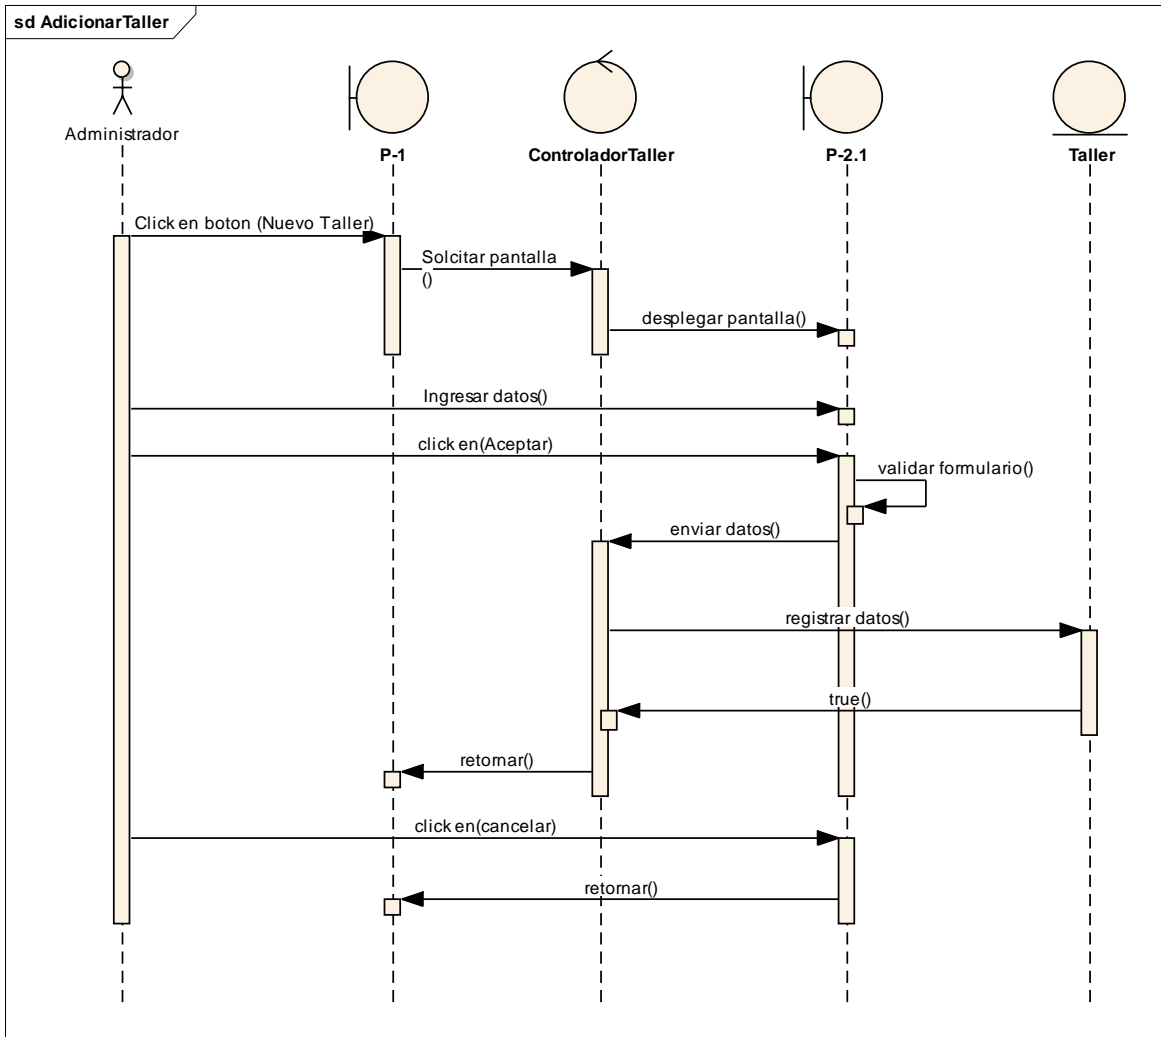 sd AdicionarTaller
Administrador
P-1
ControladorTaller
P-2.1
Taller
Click en boton (Nuevo Taller)
Solcitar pantalla
()
desplegar pantalla()
Ingresar datos()
click en(Aceptar)
validar formulario()
enviar datos()
registrar datos()
true()
retornar()
click en(cancelar)
retornar()